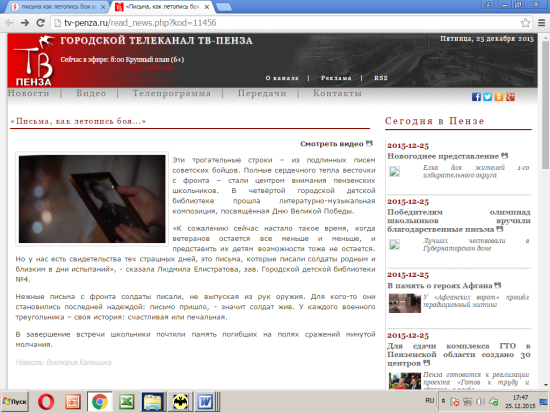 письма как летопись боя
«Письма, как летопись бо
tv-penza.ru/read_news.php?kod=11456
ТВ
ПЕНЗА
ГОРОДСКОЙ ТЕЛЕКАНАЛ ТВ-ПЕНЗА
Пятница, 25 декабря 2015
Сейчас в эфире: 8:00 Крупный план (6+)
О канале | Реклама | RSS
Новости | Видео | Телепрограмма | Передачи | Контакты
«Письма, как летопись боя...»
Смотреть видео
Эти трогательные строки – из подлинных писем
советских бойцов. Полные сердечного тепла весточки
с фронта – стали центром внимания пензенских
школьников. В четвёртой городской детской
библиотеке прошла литературно-музыкальная
композиция, посвящённая Дню Великой Победы.
«К сожалению сейчас настало такое время, когда
ветеранов остается все меньше и меньше, и
представить их детям возможности тоже не остается.
Но у нас есть свидетельства тех страшных дней, это письма, которые писали солдаты родным и
близким в дни испытаний», - сказала Людмила Елистратова, зав. Городской детской библиотеки
№4.
Нежные письма с фронта солдаты писали, не выпуская из рук оружия. Для кого-то они
становились последней надеждой: письмо пришло, - значит солдат жив. У каждого военного
треугольника – своя история: счастливая или печальная.
В завершение встречи школьники почтили память погибших на полях сражений минутой
молчания.
Новость: Виктория Калишина
Сегодня в Пензе
2015-12-25
Новогоднее представление
Елка для жителей 1-го
избирательного округа
2015-12-25
Победителям олимпиад
школьников вручили
благодарственные письма
Лучших чествовали в
Губернаторском доме
2015-12-25
В память о героях Афгана
У «Афганских ворот» прошёл
традиционный митинг
2015-12-25
Для сдачи комплекса ГТО в
Пензенской области создано 30
центров
Пенза готовится к реализации
проекта «Готов к труду и
Пуск
RU
17:47
25.12.2015